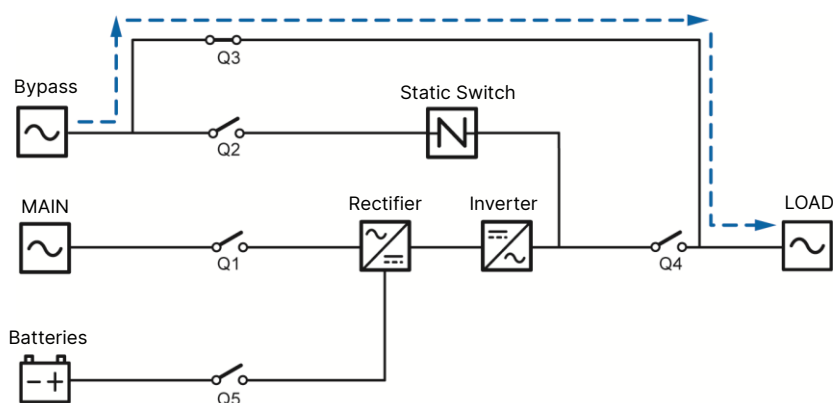 Q3
Bypass
Static Switch
Q2
MAIN
Rectifier
Inverter
LOAD
Q1
Q4
Batteries
Q5